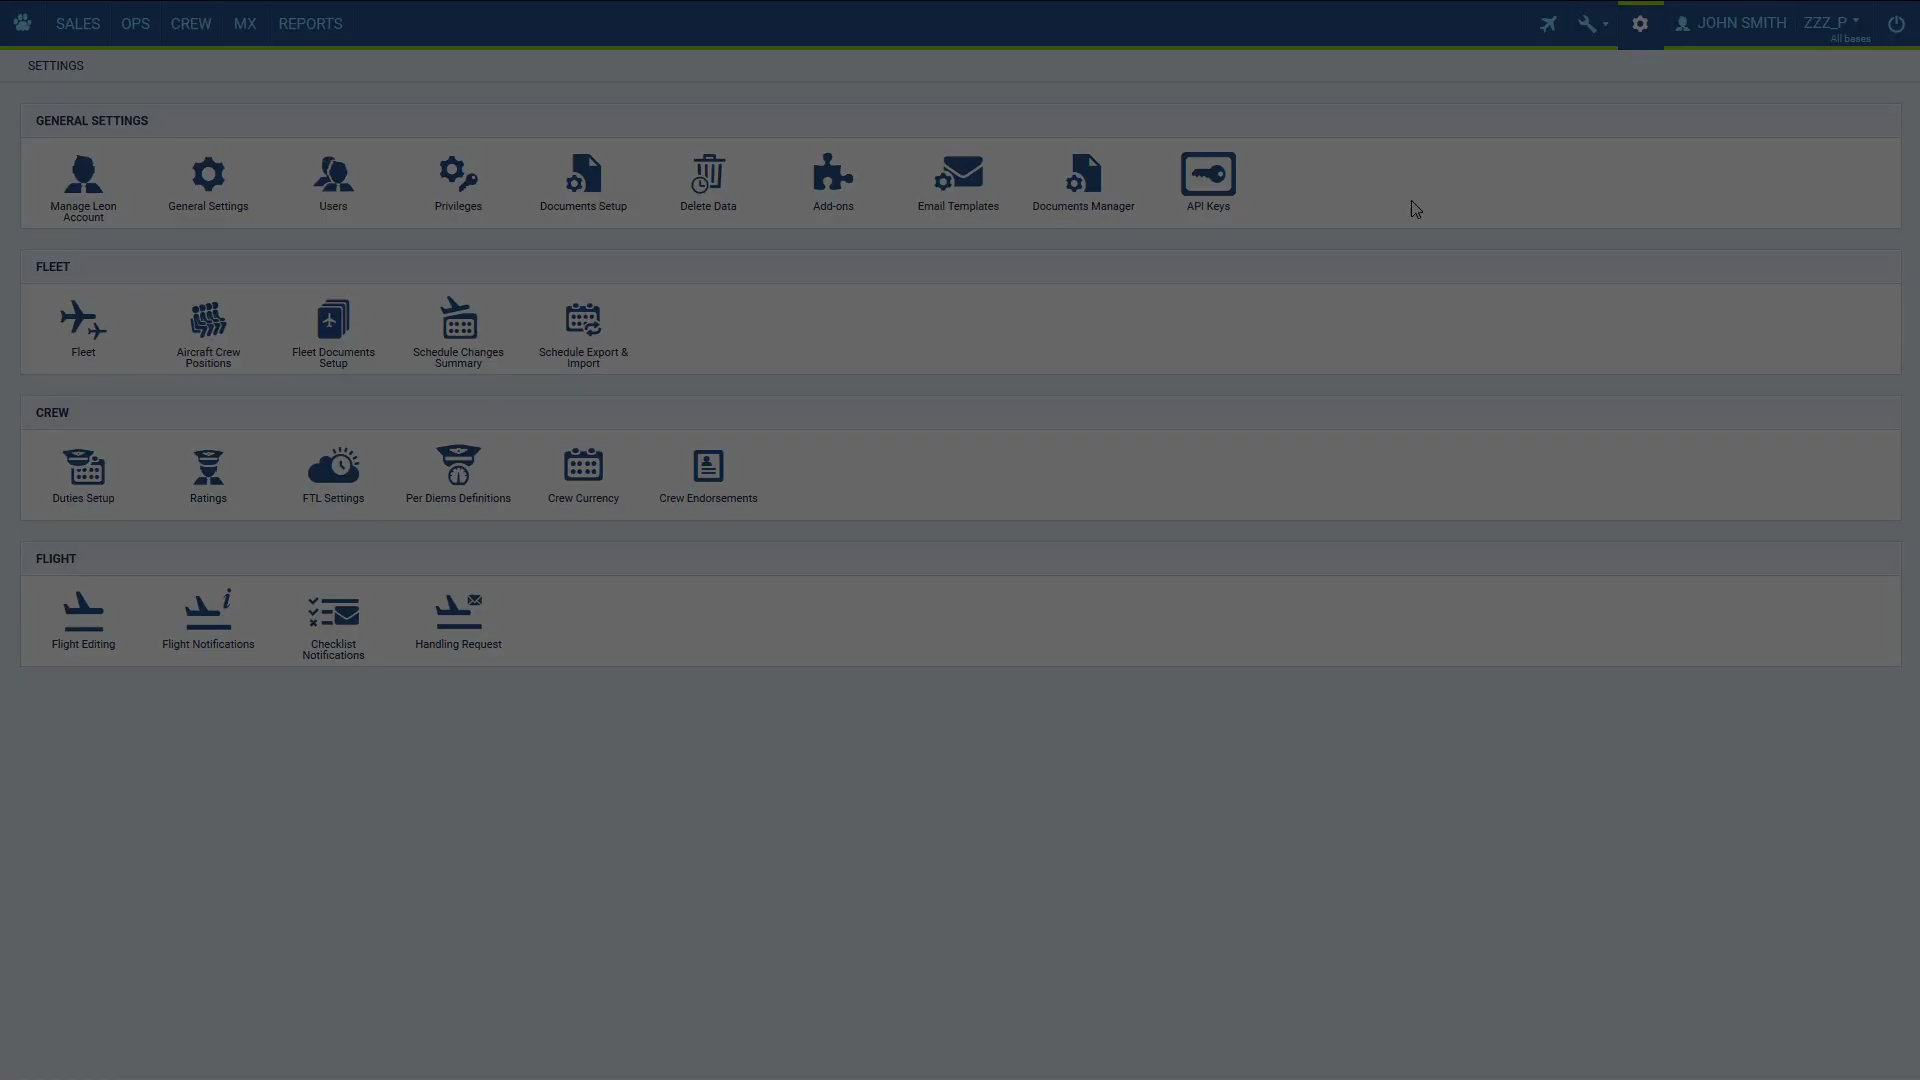 SALES OPS CREW MX REPORTS JOHN SMITH ZZZ_P
All bases
SETTINGS
GENERAL SETTINGS
Manage Leon
Account
General Settings
Users
Privileges
Documents Setup
Delete Data
Add-ons
Email Templates
Documents Manager
API Keys
FLEET
Fleet
Aircraft Crew
Positions
Fleet Documents
Setup
Schedule Changes
Summary
Schedule Export &
Import
CREW
Duties Setup
Ratings
FTL Settings
Per Diems Definitions
Crew Currency
Crew Endorsements
FLIGHT
Flight Editing
Flight Notifications
Checklist
Notifications
Handling Request